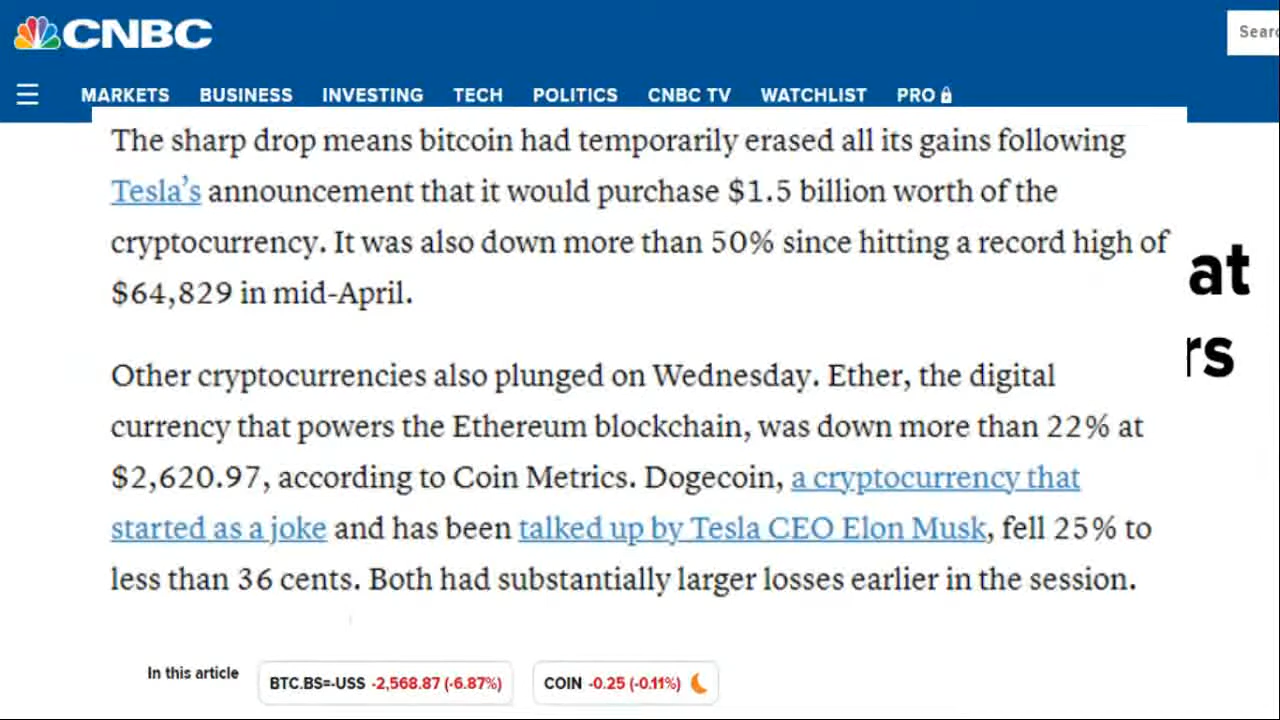 CNBC
Sear
MARKETS BUSINESS INVESTING TECH POLITICS CNBC TV WATCHLIST PRO
The sharp drop means bitcoin had temporarily erased all its gains following
Tesla’s announcement that it would purchase $1.5 billion worth of the
cryptocurrency. It was also down more than 50% since hitting a record high of
$64,829 in mid-April.
at
rs
Other cryptocurrencies also plunged on Wednesday. Ether, the digital
currency that powers the Ethereum blockchain, was down more than 22% at
$2,620.97, according to Coin Metrics. Dogecoin, a cryptocurrency that
started as a joke and has been talked up by Tesla CEO Elon Musk, fell 25% to
less than 36 cents. Both had substantially larger losses earlier in the session.
In this article BTC.BS=-USS -2,568.87 (-6.87%) COIN -0.25 (-0.11%)